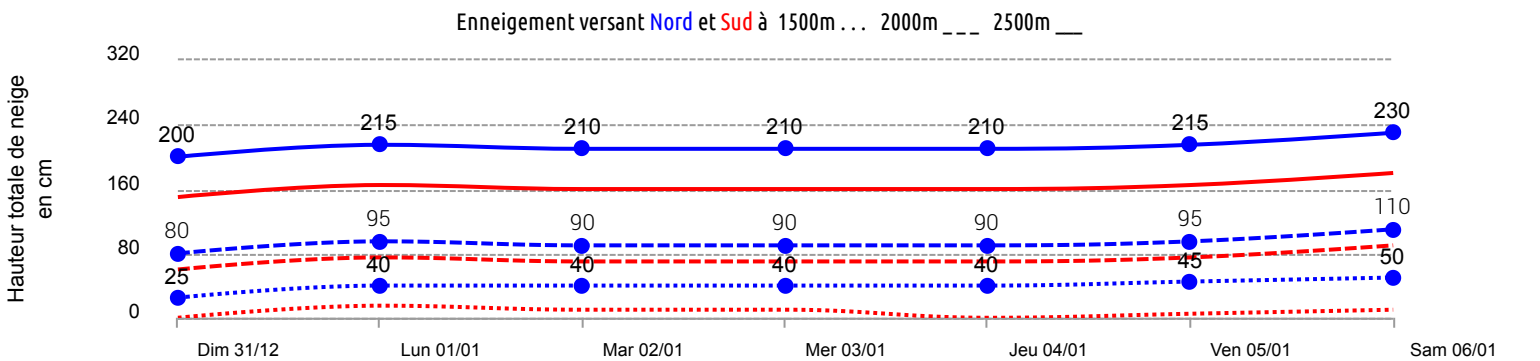 Enneigement versant Nord et Sud à 1500m . . . 2000m _ _ _ 2500m __
Hauteur totale de neige
en cm
320
240
160
80
0
200 215 210 210 210 215 230
80 95 90 90 90 95 110
25 40 40 40 40 45 50
Dim 31/12 Lun 01/01 Mar 02/01 Mer 03/01 Jeu 04/01 Ven 05/01 Sam 06/01